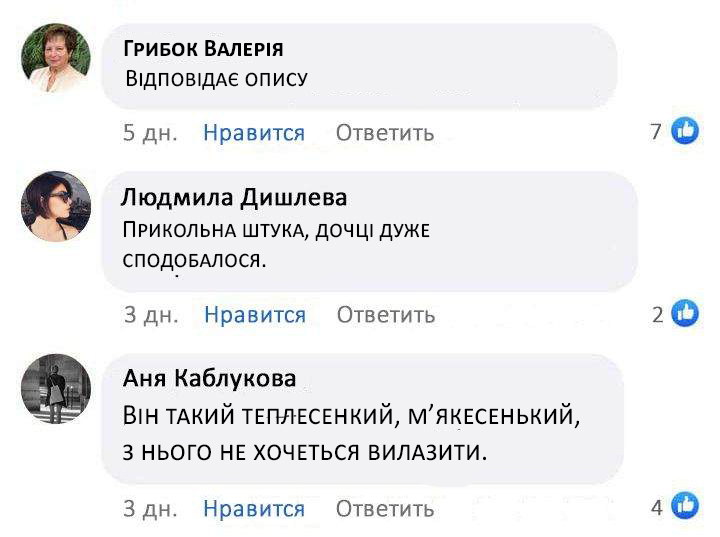 Грибок Валерія
Відповідає опису
5 дн. Нравится Ответить 7
Людмила Дишлева
Прикольна штука, дочці дуже
сподобалося.
3 дн. Нравится Ответить 2
Аня Каблукова
Він такий теплесенкий, м’якесенький,
з нього не хочеться вилазити.
3 дн. Нравится Ответить 4